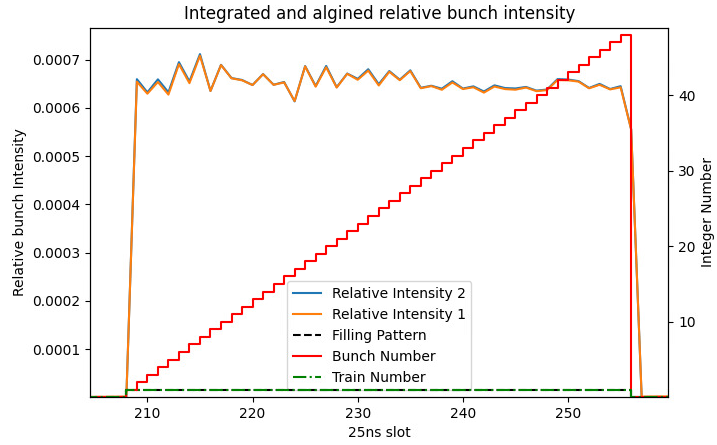 Integrated and algined relative bunch intensity
Relative bunch Intensity
0.0007
0.0006
0.0005
0.0004
0.0003
0.0002
0.0001
40
30
20
10
Integer Number
Relative Intensity 2
Relative Intensity 1
Filling Pattern
Bunch Number
Train Number
210
220
230
240
250
25ns slot